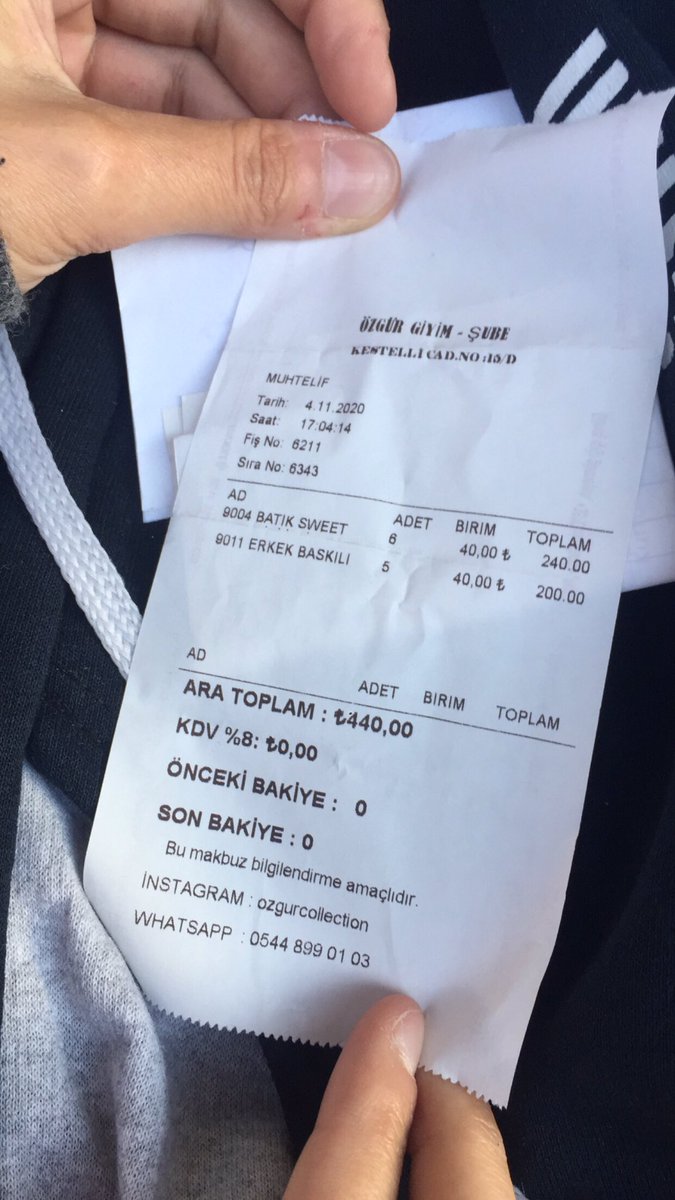 ÖZGÜR GİYİM - ŞUBE
KESTELLİ CAD.NO :15/D
MUHTELİF
Tarih: 4.11.2020
Saat: 17:04:14
Fiş No: 6211
Sıra No: 6343
AD ADET BIRIM TOPLAM
9004 BATIK SWEET 6 40,00 ₺ 240.00
9011 ERKEK BASKILI 5 40,00 ₺ 200.00
AD ADET BIRIM TOPLAM
ARA TOPLAM : ₺440,00
KDV %8: ₺0,00
ÖNCEKİ BAKİYE : 0
SON BAKİYE : 0
Bu makbuz bilgilendirme amaçlıdır.
İNSTAGRAM : ozgurcollection
WHATSAPP : 0544 899 01 03